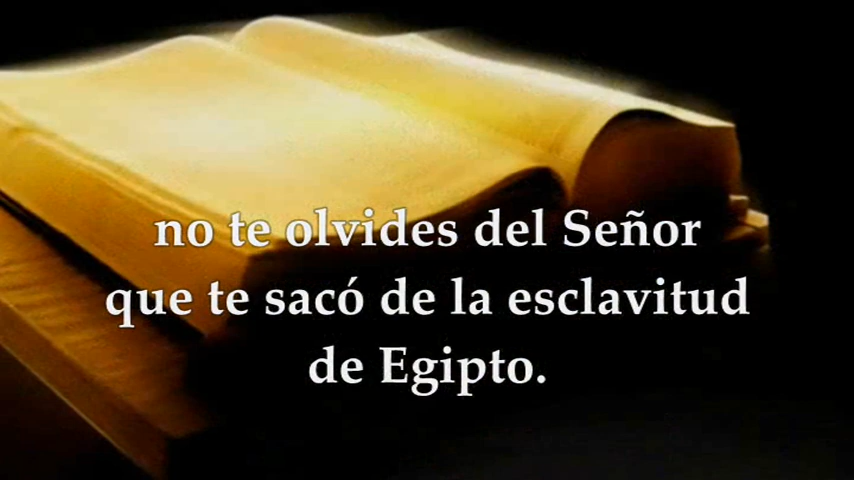 no te olvides del Señor
que te sacó de la esclavitud
de Egipto.